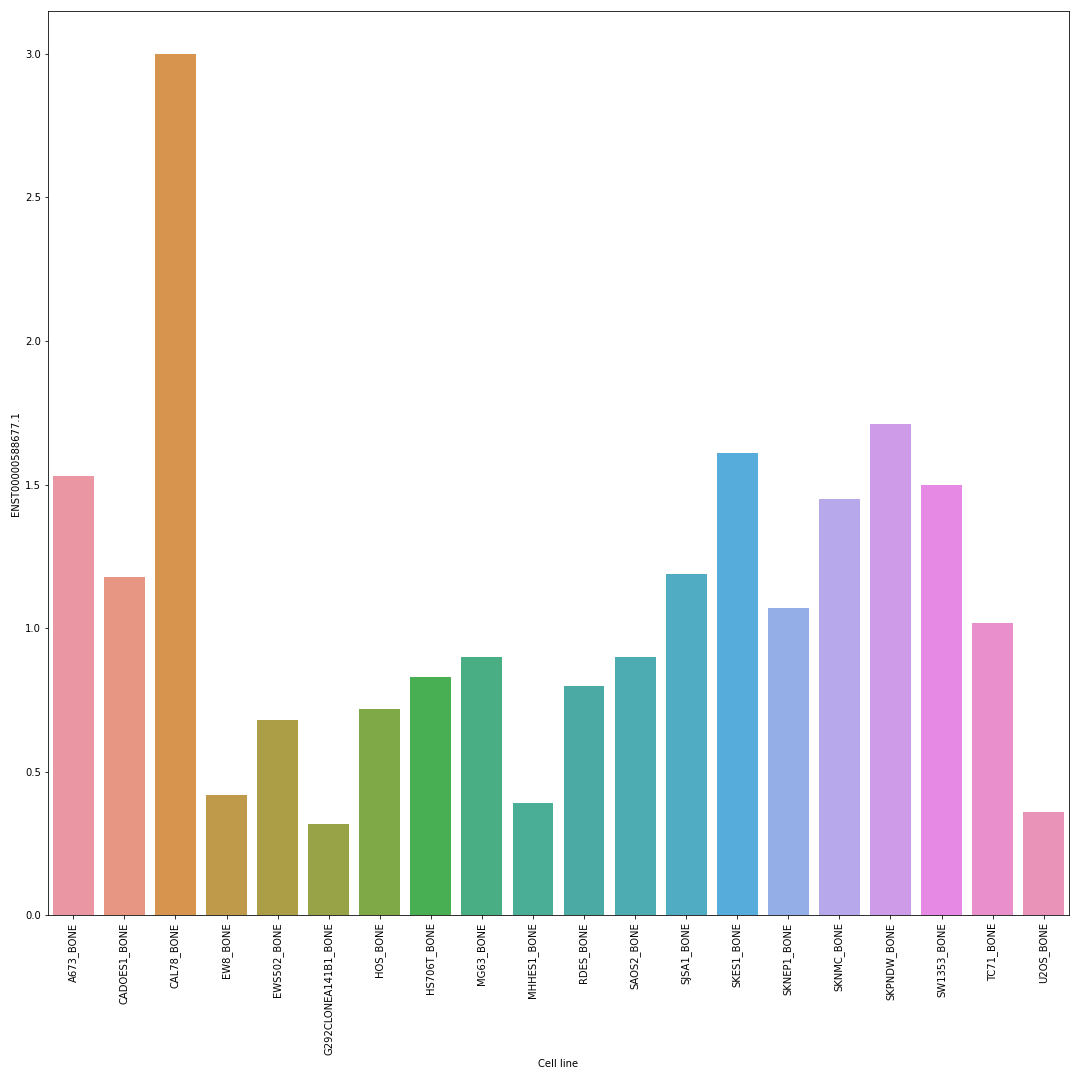 3.0
2.5
2.0
1.5
1.0
0.5
0.0
ENST00000588677.1
A673_BONE
CADOES1_BONE
CAL78_BONE
EW8_BONE
EWS502_BONE
G292CLONEA141B1_BONE
HOS_BONE
HS706T_BONE
MG63_BONE
MHHES1_BONE
RDES_BONE
SAOS2_BONE
SJSA1_BONE
SKES1_BONE
SKNEP1_BONE
SKNMC_BONE
SKPNDW_BONE
SW1353_BONE
TC71_BONE
U2OS_BONE
Cell line